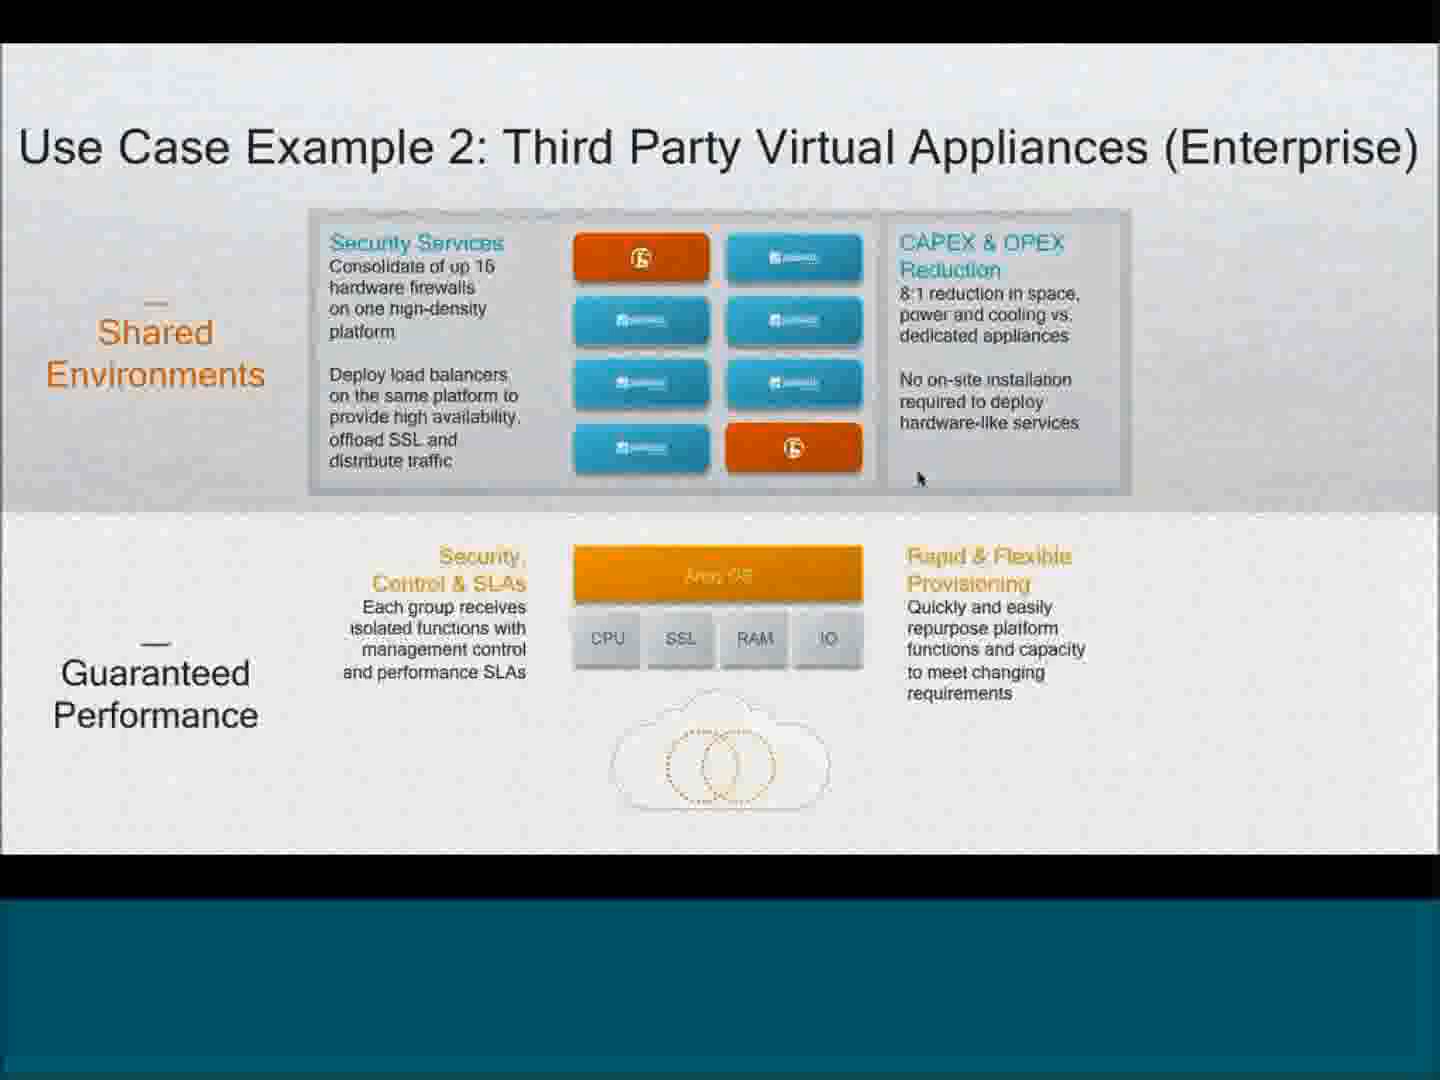 Use Case Example 2: Third Party Virtual Appliances (Enterprise)
Shared
Environments
Security Services
Consolidate of up 16
hardware firewalls
on one high-density
platform
Deploy load balancers
on the same platform to
provide high availability,
offload SSL and
distribute traffic
CAPEX & OPEX
Reduction
8:1 reduction in space,
power and cooling vs.
dedicated appliances
No on-site installation
required to deploy
hardware-like services
Guaranteed
Performance
Security,
Control & SLAs
Each group receives
isolated functions with
management control
and performance SLAs
CPU
SSL
RAM
IO
Rapid & Flexible
Provisioning
Quickly and easily
repurpose platform
functions and capacity
to meet changing
requirements